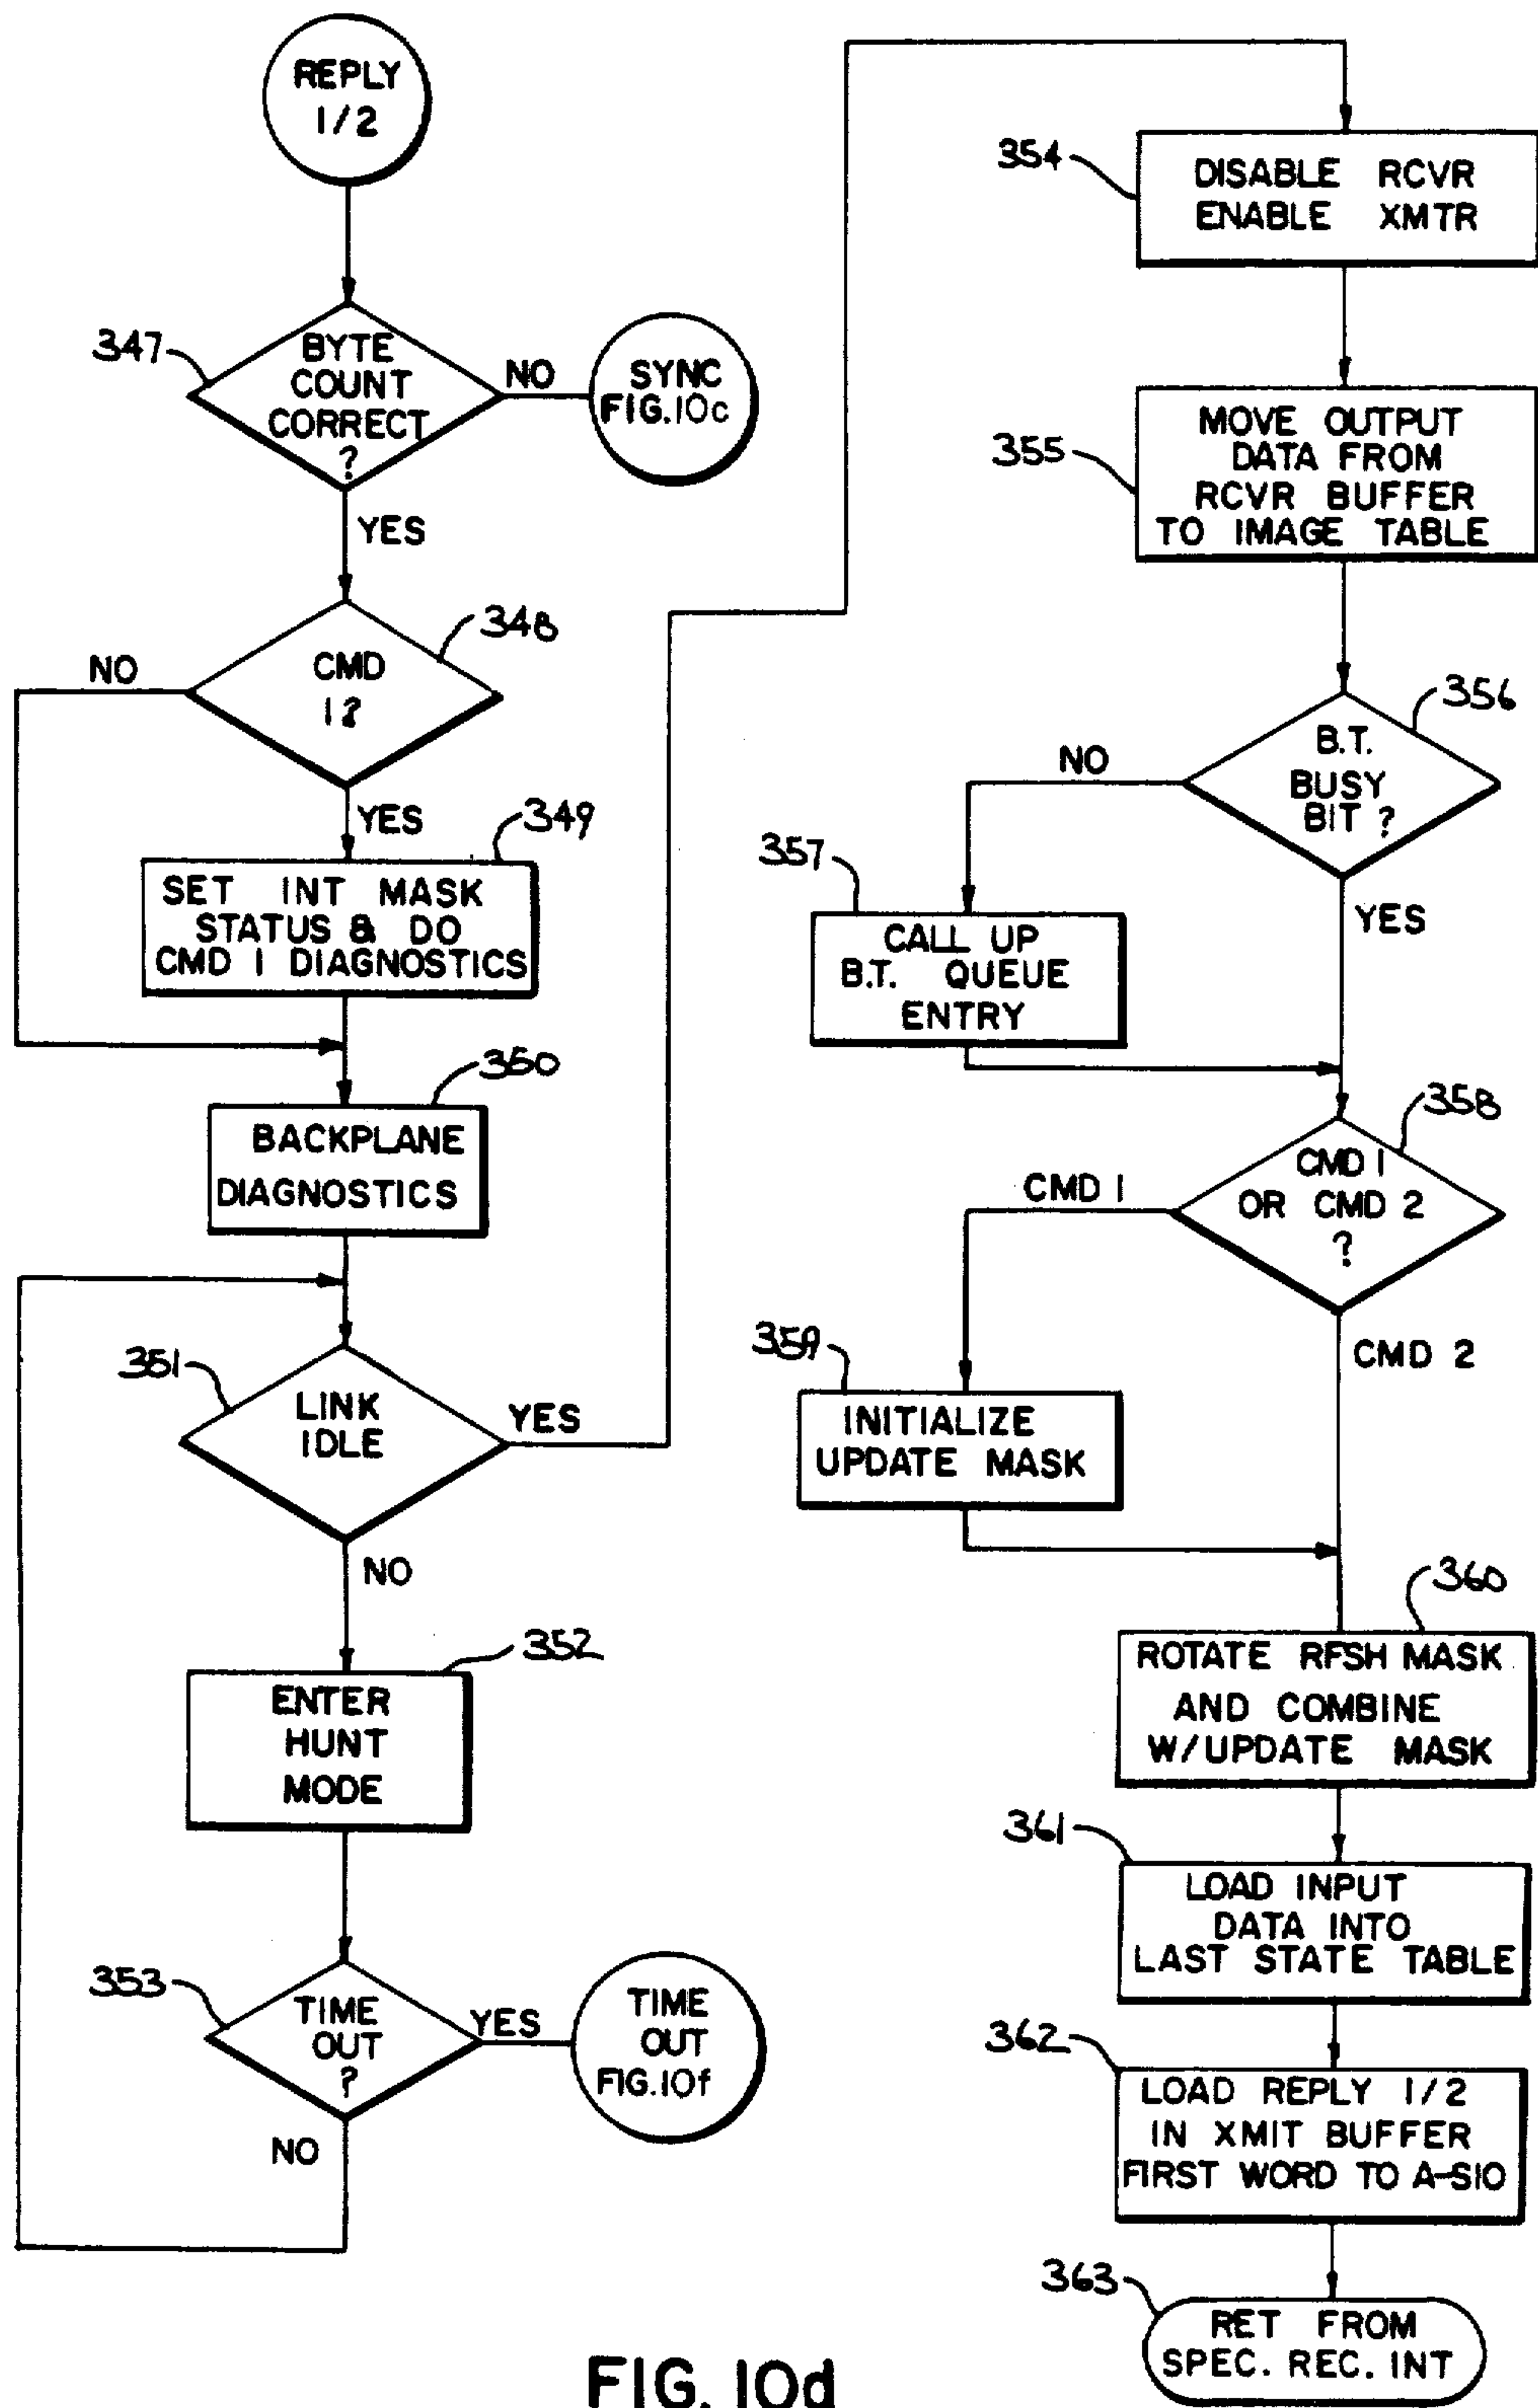 REPLY
1/2
347
BYTE
COUNT
CORRECT
?
NO
SYNC
FIG.10c
YES
348
CMD
1?
NO
YES
349
SET INT MASK
STATUS & DO
CMD 1 DIAGNOSTICS
350
BACKPLANE
DIAGNOSTICS
351
LINK
IDLE
YES
NO
352
ENTER
HUNT
MODE
353
TIME
OUT
?
YES
TIME
OUT
FIG.10f
NO
354
DISABLE RCVR
ENABLE XMTR
355
MOVE OUTPUT
DATA FROM
RCVR BUFFER
TO IMAGE TABLE
356
B.T.
BUSY
BIT ?
NO
YES
357
CALL UP
B.T. QUEUE
ENTRY
358
CMD 1
OR CMD 2
?
CMD 1
CMD 2
359
INITIALIZE
UPDATE MASK
360
ROTATE RFSH MASK
AND COMBINE
W/UPDATE MASK
361
LOAD INPUT
DATA INTO
LAST STATE TABLE
362
LOAD REPLY 1/2
IN XMIT BUFFER
FIRST WORD TO A-SIO
363
RET FROM
SPEC. REC. INT
FIG. 10d